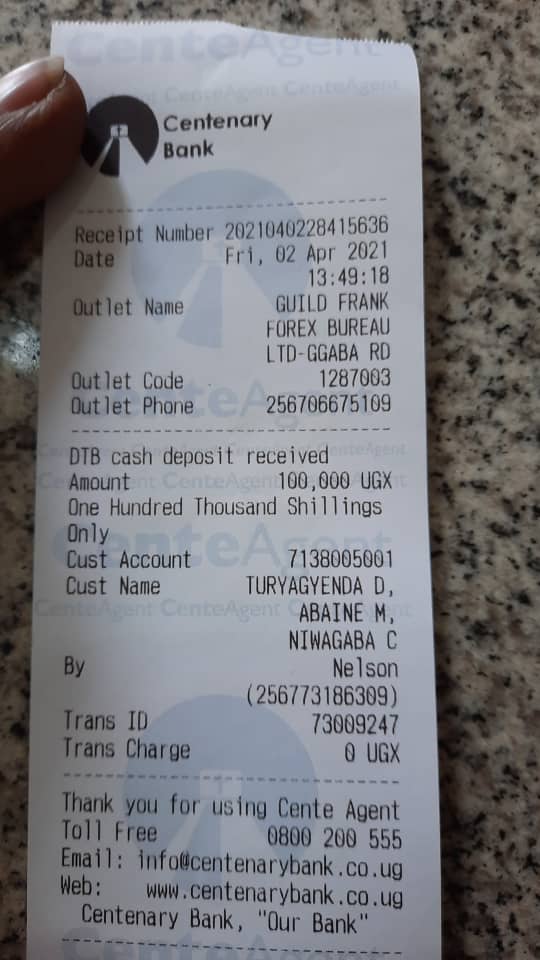 CenteAgent
CenteAgent CenteAgent
Centenary
Bank
Receipt Number 2021040228415636
Date Fri, 02 Apr 2021
13:49:18
Outlet Name GUILD FRANK
FOREX BUREAU
LTD-GGABA RD
Outlet Code 1287003
Outlet Phone 256706675109
DTB cash deposit received
Amount 100,000 UGX
One Hundred Thousand Shillings
Only
Cust Account 7138005001
Cust Name TURYAGYENDA D,
ABAINE M,
NIWAGABA C
By Nelson
(256773186309)
Trans ID 73009247
Trans Charge 0 UGX
Thank you for using Cente Agent
Toll Free 0800 200 555
Email: info@centenarybank.co.ug
Web: www.centenarybank.co.ug
Centenary Bank, "Our Bank"